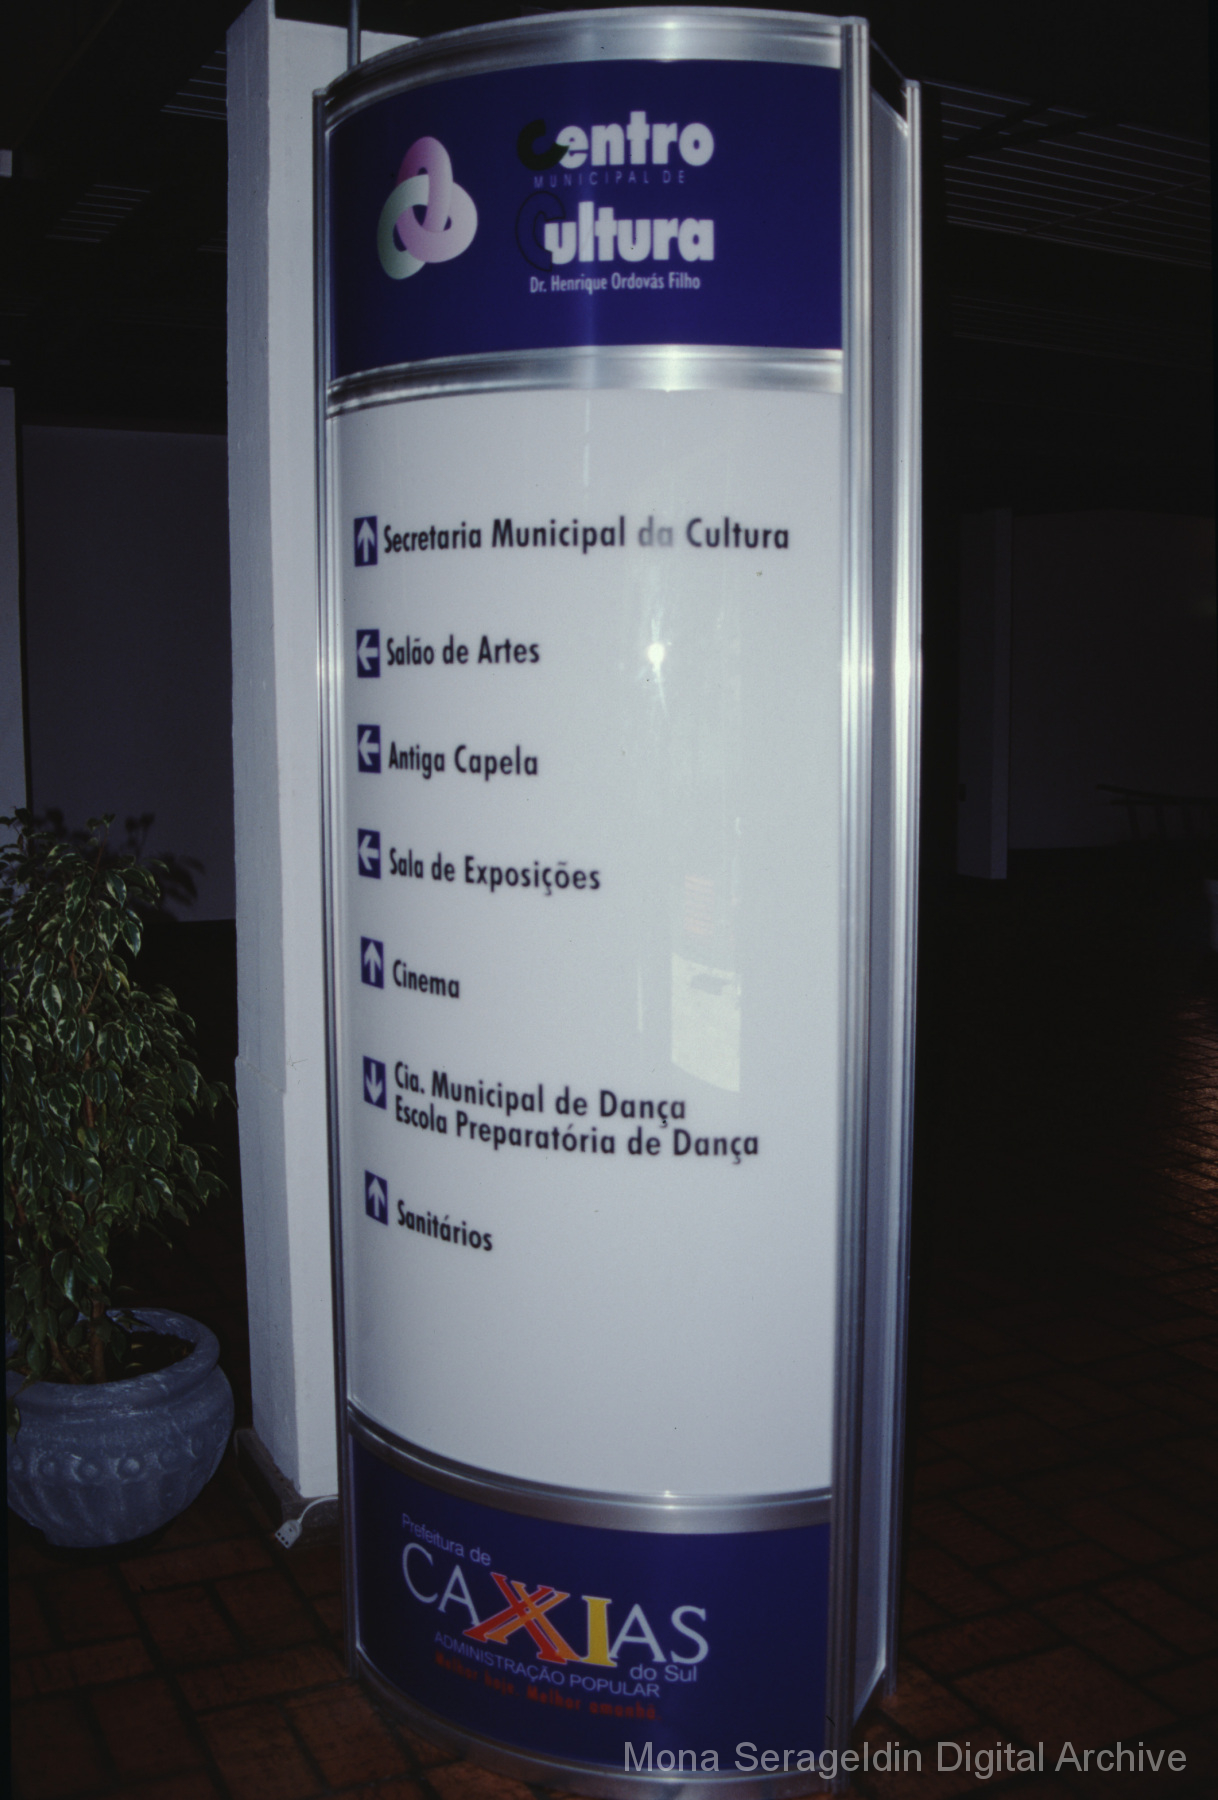 Centro
MUNICIPAL DE
Cultura
Dr. Henrique Ordovás Filho
Secretaria Municipal da Cultura
Salão de Artes
Antiga Capela
Sala de Exposições
Cinema
Cia. Municipal de Dança
Escola Preparatória de Dança
Sanitários
Prefeitura de
CAXIAS
do Sul
ADMINISTRAÇÃO POPULAR
Melhor hoje. Melhor amanhã.
Mona Serageldin Digital Archive